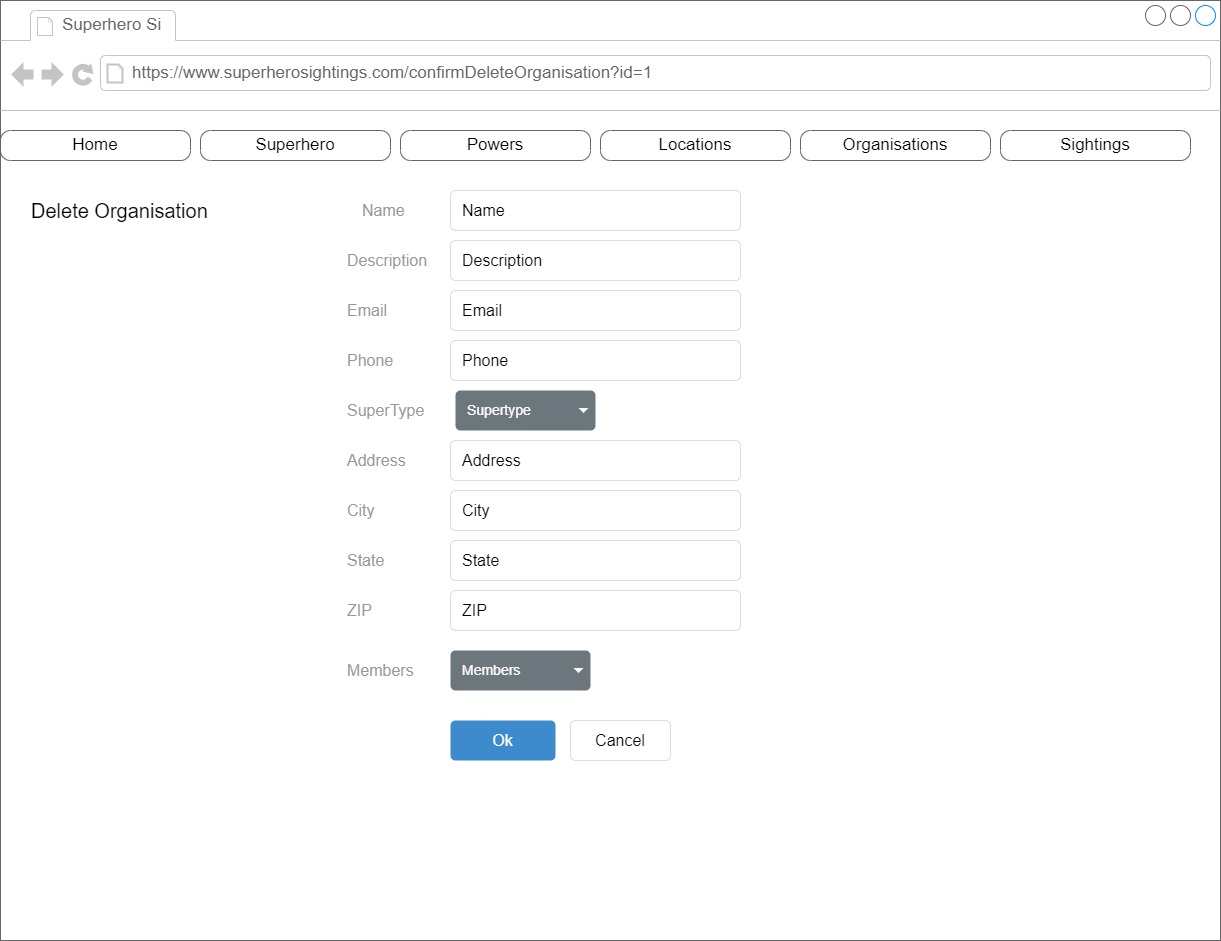 Superhero Si
https://www.superherosightings.com/confirmDeleteOrganisation?id=1
Home Superhero Powers Locations Organisations Sightings
Delete Organisation
Name Name
Description Description
Email Email
Phone Phone
SuperType Supertype
Address Address
City City
State State
ZIP ZIP
Members Members
Ok Cancel